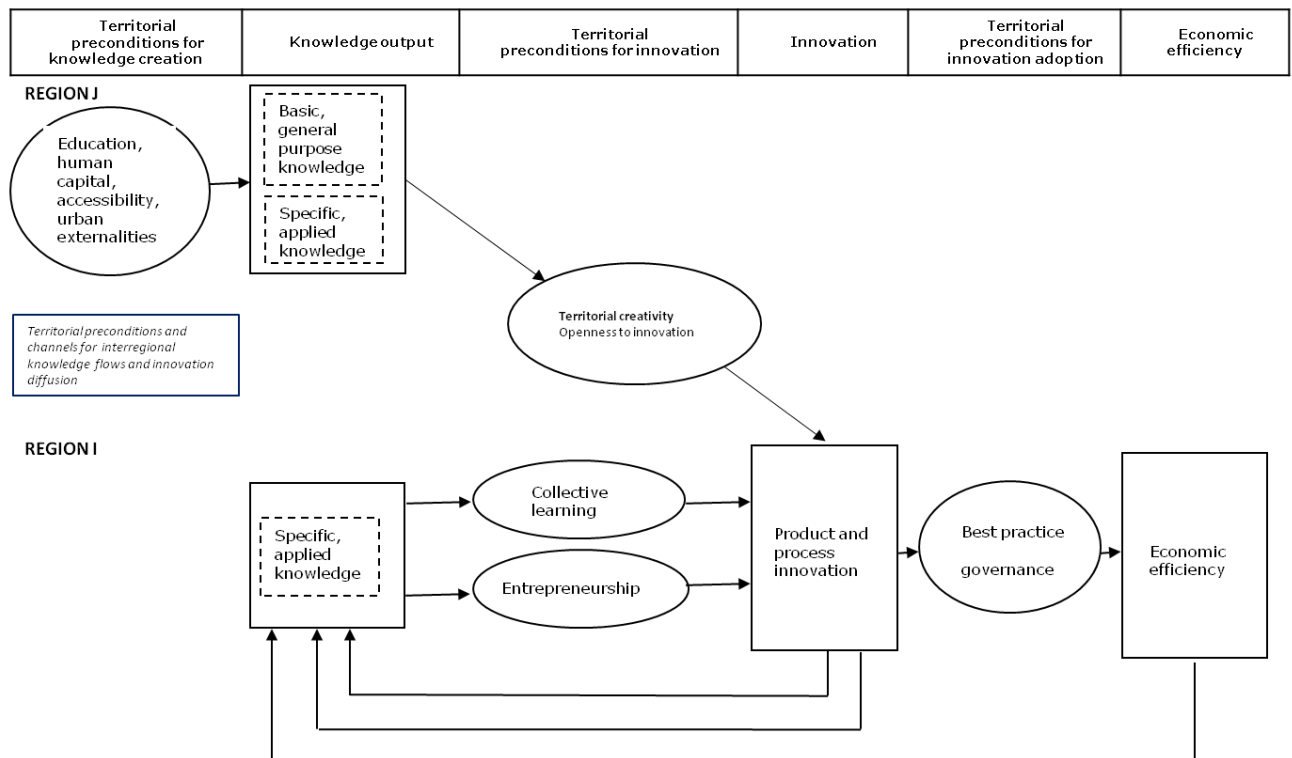 Territorial
preconditions for
knowledge creation
Knowledge output
Territorial
preconditions for innovation
Innovation
Territorial
preconditions for
innovation adoption
Economic
efficiency
REGION J
Education,
human
capital,
accessibility,
urban
externalities
Basic,
general
purpose
knowledge
Specific,
applied
knowledge
Territorial creativity
Openness to innovation
Territorial preconditions and
channels for interregional
knowledge flows and innovation
diffusion
REGION I
Specific,
applied
knowledge
Collective
learning
Entrepreneurship
Product and
process
innovation
Best practice
governance
Economic
efficiency